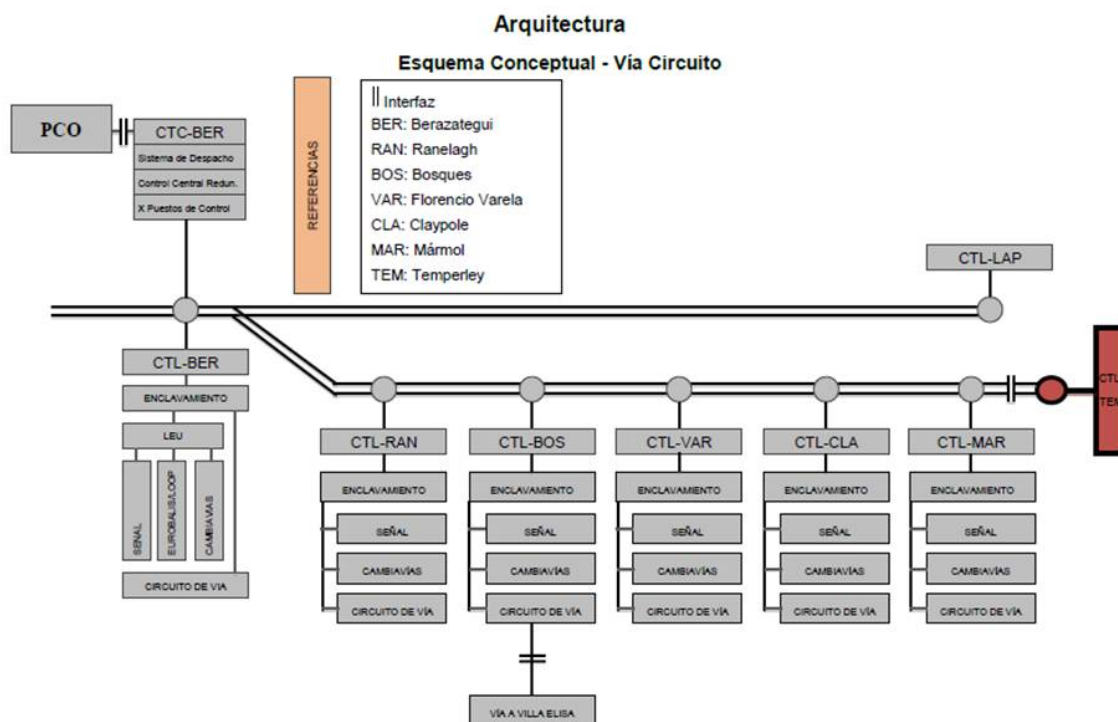 Arquitectura
Esquema Conceptual - Vía Circuito
PCO
CTC-BER
Sistema de Despacho
Control Central Redun.
X Puestos de Control
REFERENCIAS
Interfaz
BER: Berazategui
RAN: Ranelagh
BOS: Bosques
VAR: Florencio Varela
CLA: Claypole
MAR: Mármol
TEM: Temperley
CTL-LAP
CTL-BER
ENCLAVAMIENTO
LEU
SEÑAL
EUROBALIS/LOOP
CAMBIAVIAS
CIRCUITO DE VIA
CTL-RAN
ENCLAVAMIENTO
SEÑAL
CAMBIAVÍAS
CIRCUITO DE VÍA
CTL-BOS
ENCLAVAMIENTO
SEÑAL
CAMBIAVÍAS
CIRCUITO DE VÍA
VÍA A VILLA ELISA
CTL-VAR
ENCLAVAMIENTO
SEÑAL
CAMBIAVÍAS
CIRCUITO DE VÍA
CTL-CLA
ENCLAVAMIENTO
SEÑAL
CAMBIAVÍAS
CIRCUITO DE VÍA
CTL-MAR
ENCLAVAMIENTO
SEÑAL
CAMBIAVÍAS
CIRCUITO DE VÍA
CTL
TEM